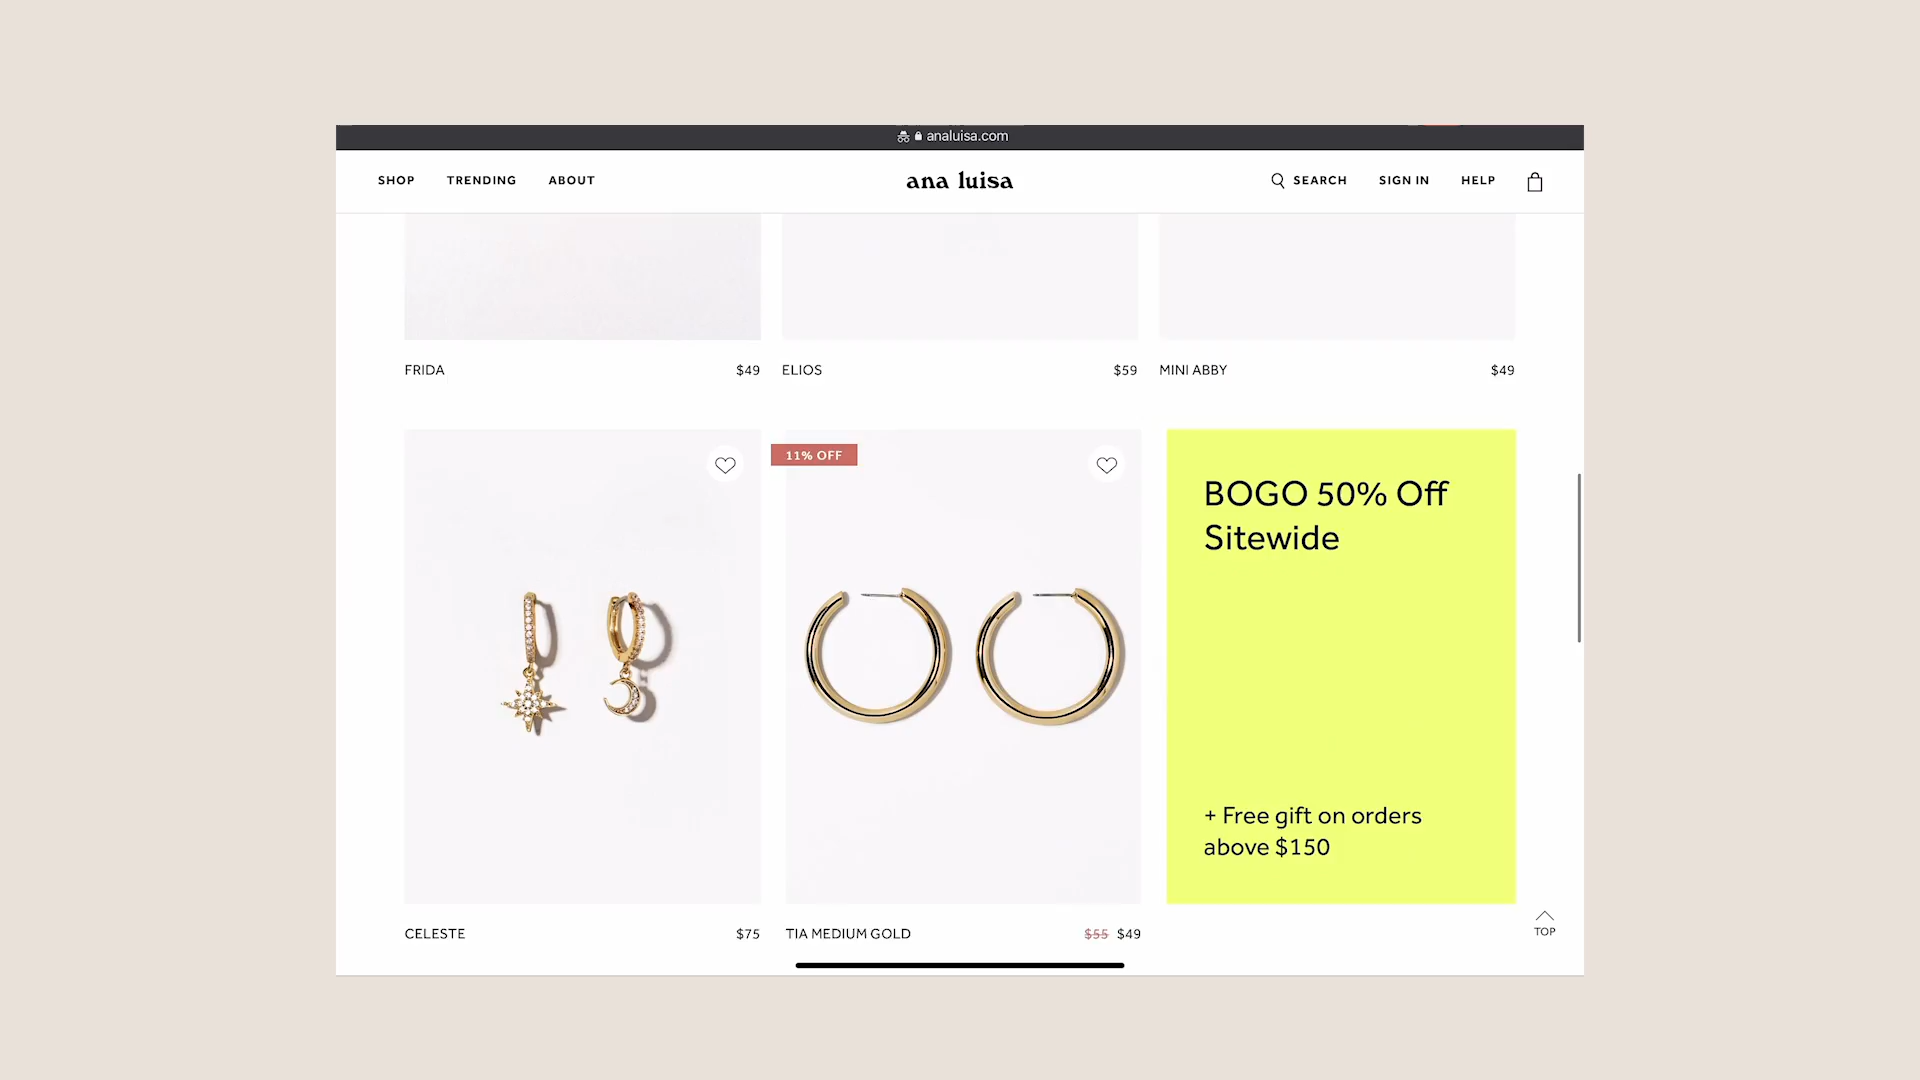 analuisa.com
SHOP TRENDING ABOUT ana luisa SEARCH SIGN IN HELP
FRIDA $49 ELIOS $59 MINI ABBY $49
11% OFF
BOGO 50% Off
Sitewide
+ Free gift on orders
above $150
CELESTE $75 TIA MEDIUM GOLD $55 $49
TOP